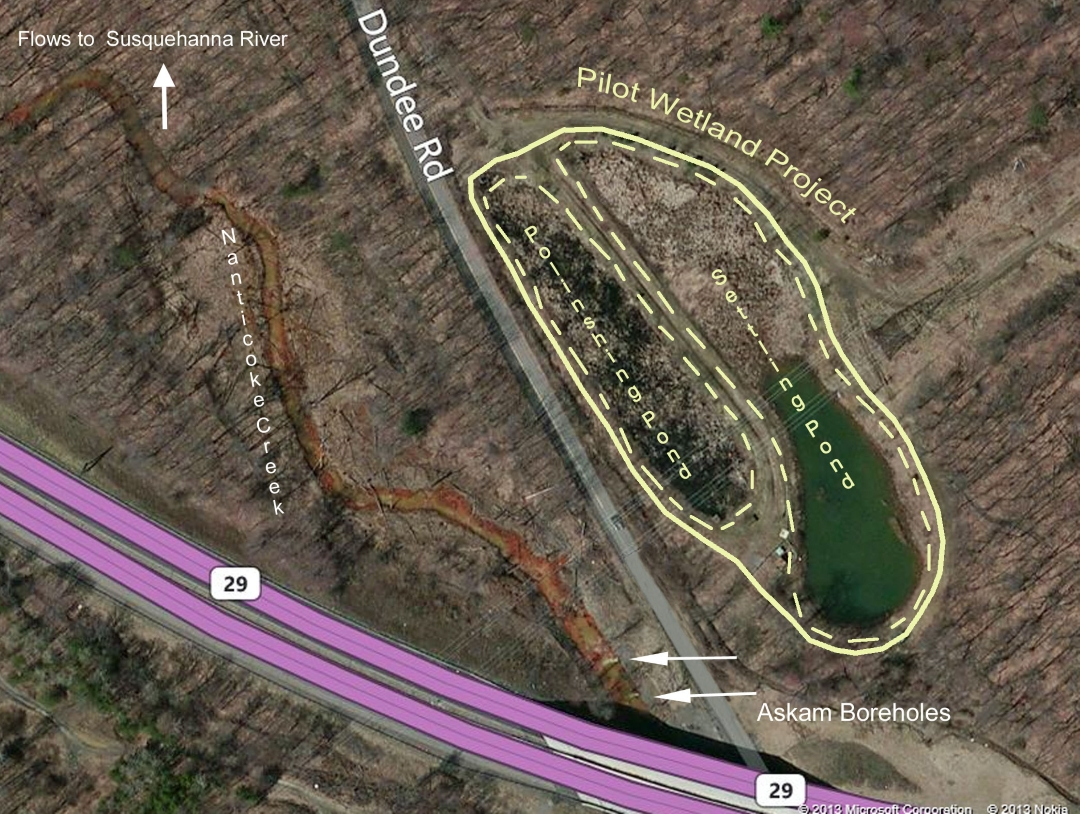 Flows to Susquehanna River
Dundee Rd
Pilot Wetland Project
Nanticoke Creek
Polinshing Pond
Settling Pond
29
Askam Boreholes
29
© 2013 Microsoft Corporation © 2013 Nokia